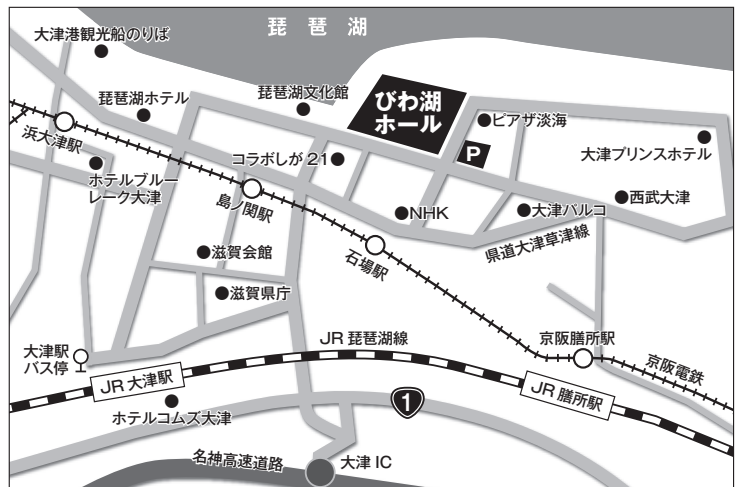 琵琶湖
大津港観光船のりば
琵琶湖ホテル
琵琶湖文化館
びわ湖
ホール
ピアザ淡海
P
大津プリンスホテル
浜大津駅
ホテルブルー
レーク大津
コラボしが21
島ノ関駅
NHK
大津パルコ
西武大津
県道大津草津線
石場駅
滋賀会館
滋賀県庁
大津駅
バス停
JR 琵琶湖線
京阪膳所駅
京阪電鉄
JR 大津駅
JR 膳所駅
ホテルコムズ大津
1
名神高速道路
大津 IC